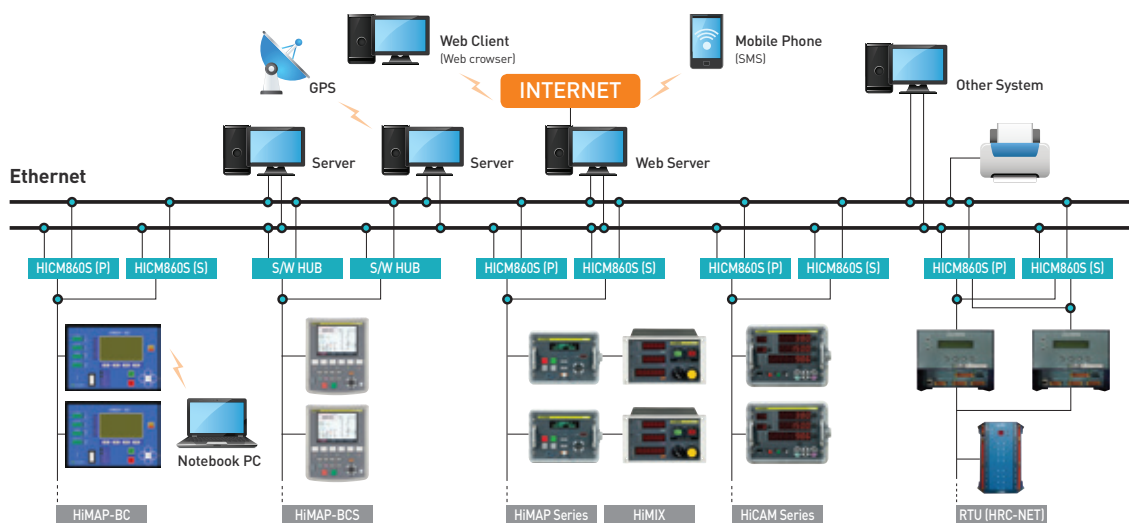 Web Client
(Web crowser)
Mobile Phone
(SMS)
GPS
INTERNET
Other System
Server
Server
Web Server
Ethernet
HICM860S (P)
HICM860S (S)
S/W HUB
S/W HUB
HICM860S (P)
HICM860S (S)
HICM860S (P)
HICM860S (S)
HICM860S (P)
HICM860S (S)
Notebook PC
HiMAP-BC
HiMAP-BCS
HiMAP Series
HiMIX
HiCAM Series
RTU (HRC-NET)